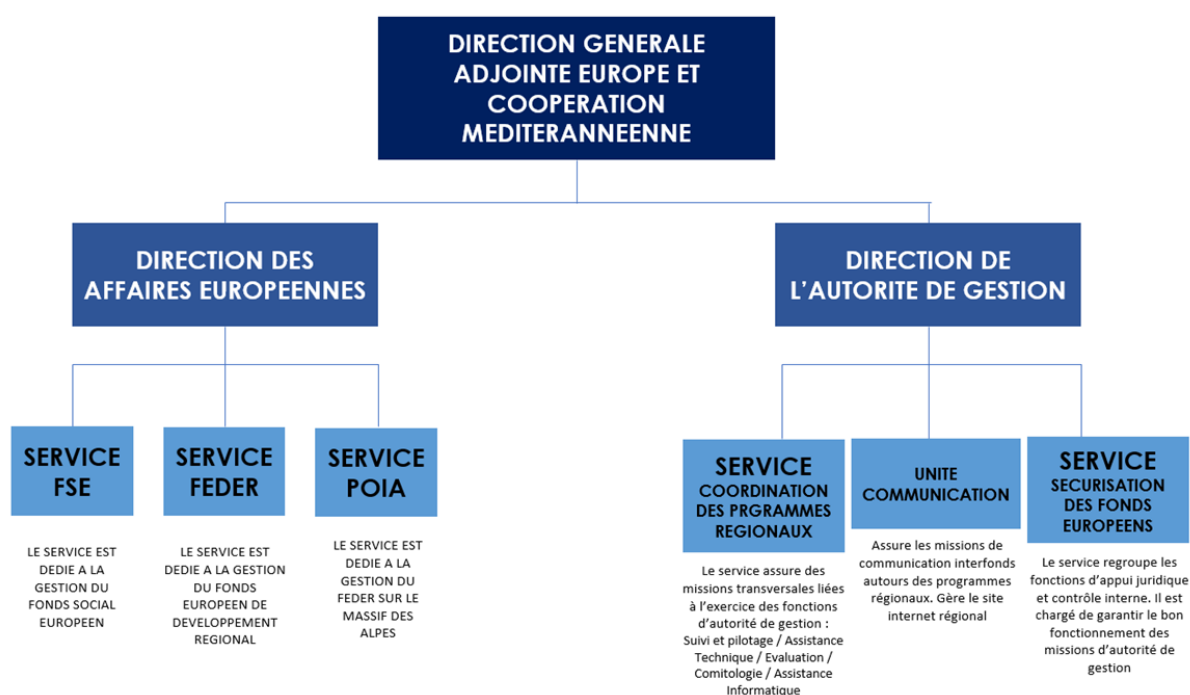 DIRECTION GENERALE
ADJOINTE EUROPE ET
COOPERATION
MEDITERANNEENNE
DIRECTION DES
AFFAIRES EUROPEENNES
DIRECTION DE
L'AUTORITE DE GESTION
SERVICE
FSE
LE SERVICE EST
DEDIE A LA
GESTION DU
FONDS SOCIAL
EUROPEEN
SERVICE
FEDER
LE SERVICE EST
DEDIE A LA GESTION
DU FONDS
EUROPEEN DE
DEVELOPPEMENT
REGIONAL
SERVICE
POIA
LE SERVICE EST
DEDIE A LA
GESTION DU
FEDER SUR LE
MASSIF DES
ALPES
SERVICE
COORDINATION
DES PRGRAMMES
REGIONAUX
Le service assure des
missions transversales liées
à l'exercice des fonctions
d'autorité de gestion :
Suivi et pilotage / Assistance
Technique / Evaluation /
Comitologie / Assistance
Informatique
UNITE
COMMUNICATION
Assure les missions de
communication interfonds
autours des programmes
régionaux. Gère le site
internet régional
SERVICE
SECURISATION
DES FONDS
EUROPEENS
Le service regroupe les
fonctions d'appui juridique
et contrôle interne. Il est
chargé de garantir le bon
fonctionnement des
missions d'autorité de
gestion